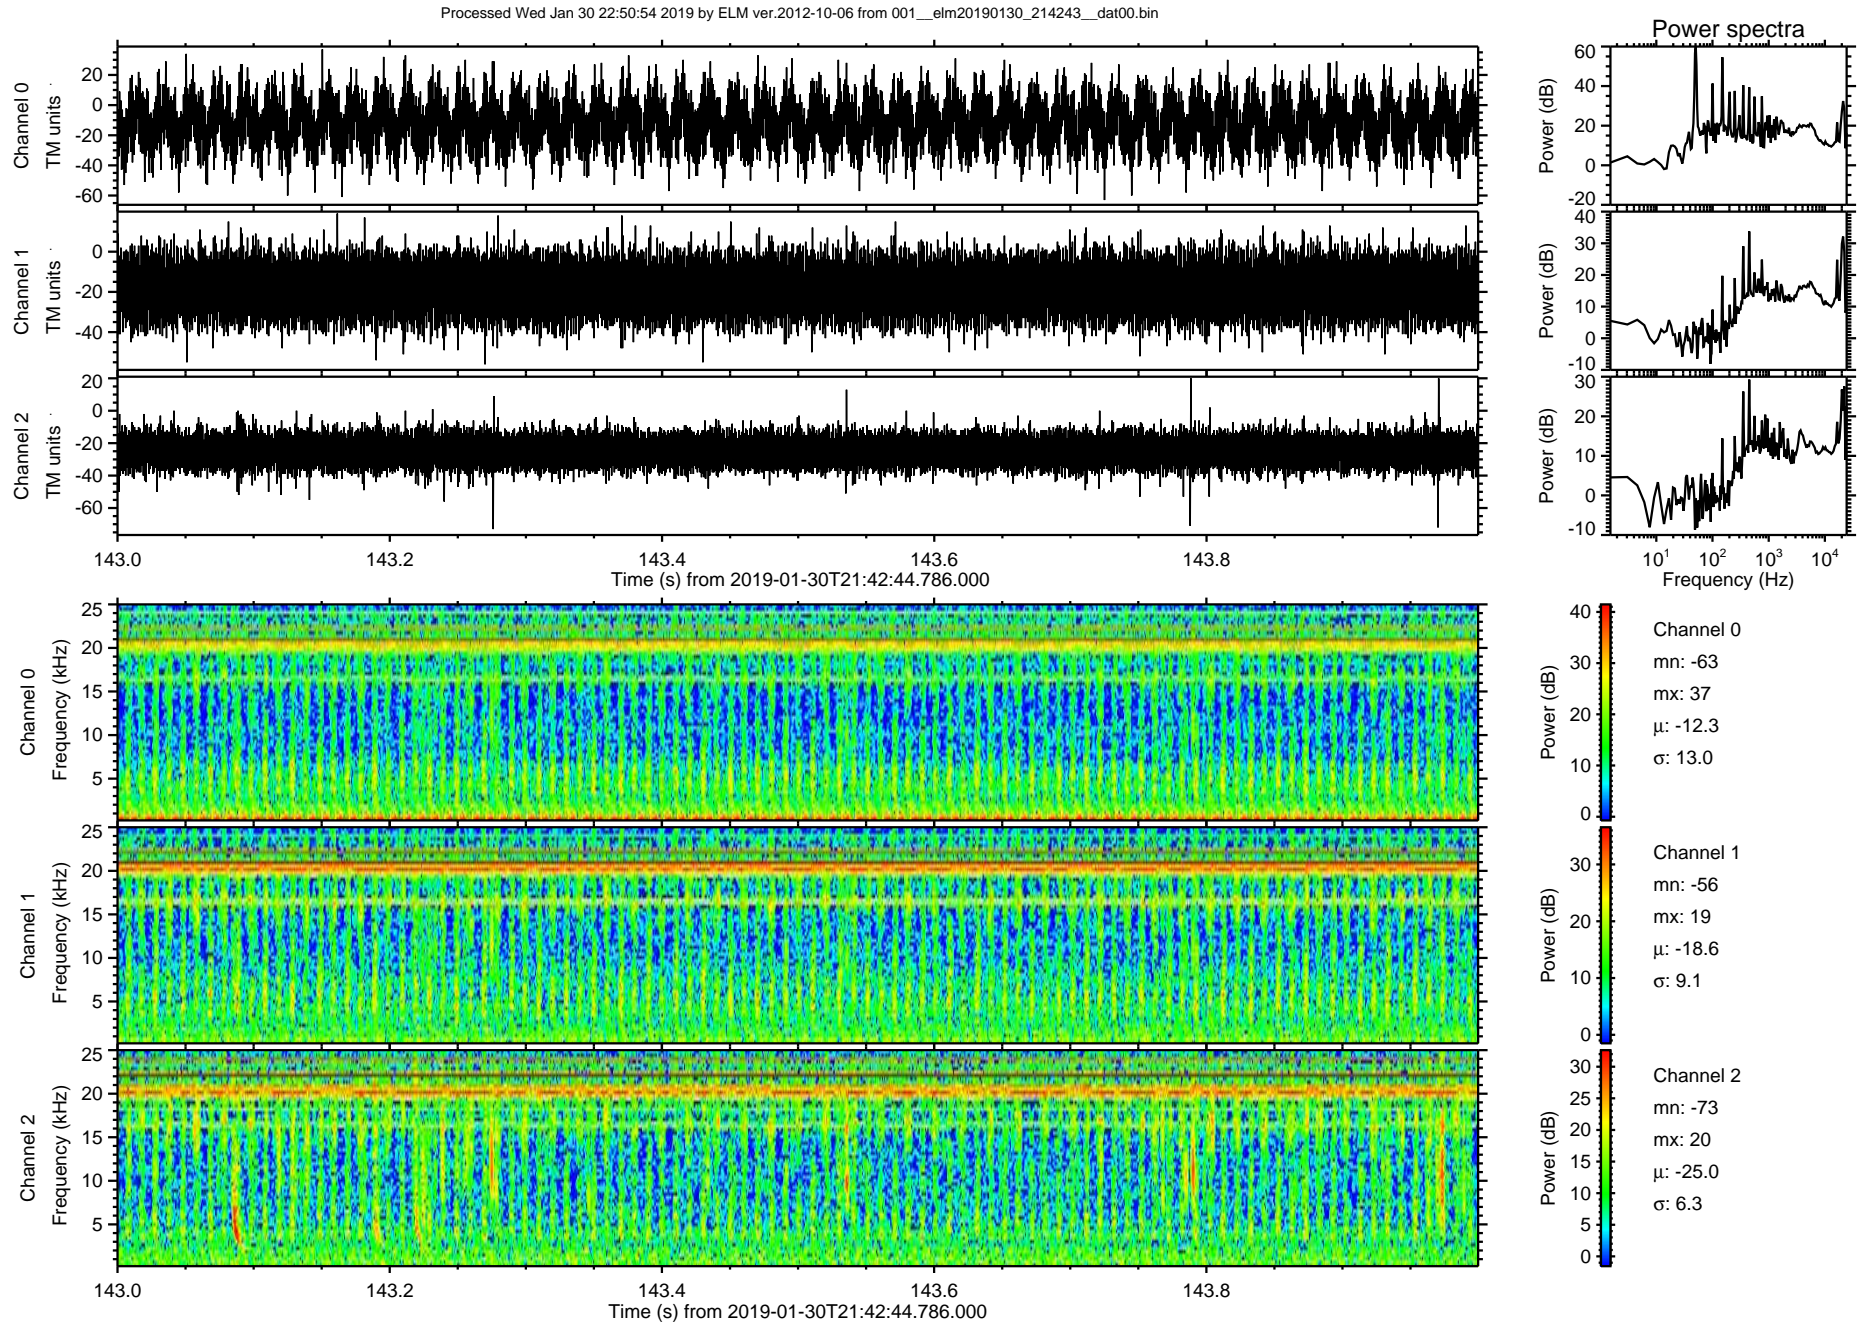 Processed Wed Jan 30 22:50:54 2019 by ELM ver.2012-10-06 from 001__elm20190130_214243__dat00.bin
Power spectra
Channel 0
TM units
20
0
-20
-40
-60
Power (dB)
60
40
20
0
-20
Channel 1
TM units
0
-20
-40
Power (dB)
40
30
20
10
0
-10
Channel 2
TM units
20
0
-20
-40
-60
Power (dB)
30
20
10
0
-10
143.0 143.2 143.4 143.6 143.8
Time (s) from 2019-01-30T21:42:44.786.000
10^1 10^2 10^3 10^4
Frequency (Hz)
Channel 0
Frequency (kHz)
25
20
15
10
5
Power (dB)
40
30
20
10
0
Channel 0
mn: -63
mx: 37
μ: -12.3
σ: 13.0
Channel 1
Frequency (kHz)
25
20
15
10
5
Power (dB)
30
20
10
0
Channel 1
mn: -56
mx: 19
μ: -18.6
σ: 9.1
Channel 2
Frequency (kHz)
25
20
15
10
5
Power (dB)
30
25
20
15
10
5
0
Channel 2
mn: -73
mx: 20
μ: -25.0
σ: 6.3
143.0 143.2 143.4 143.6 143.8
Time (s) from 2019-01-30T21:42:44.786.000